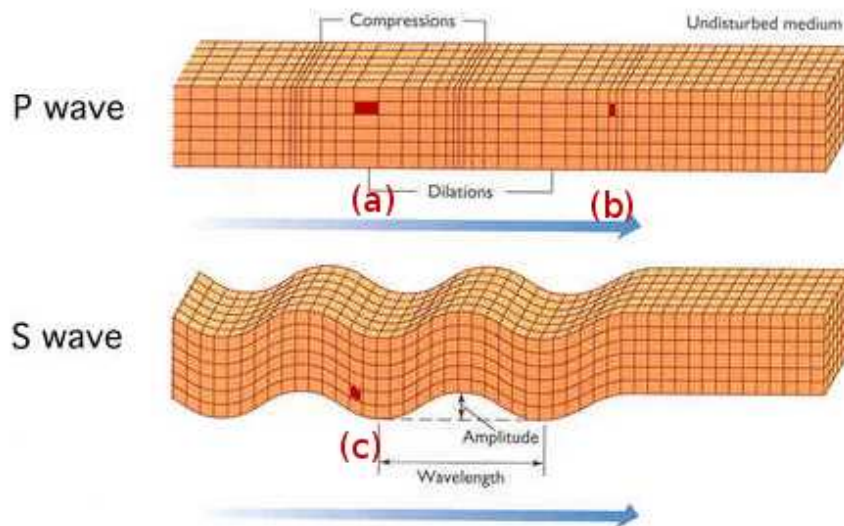 Compressions
Undisturbed medium
P wave
Dilations
(a)
(b)
S wave
Amplitude
(c)
Wavelength